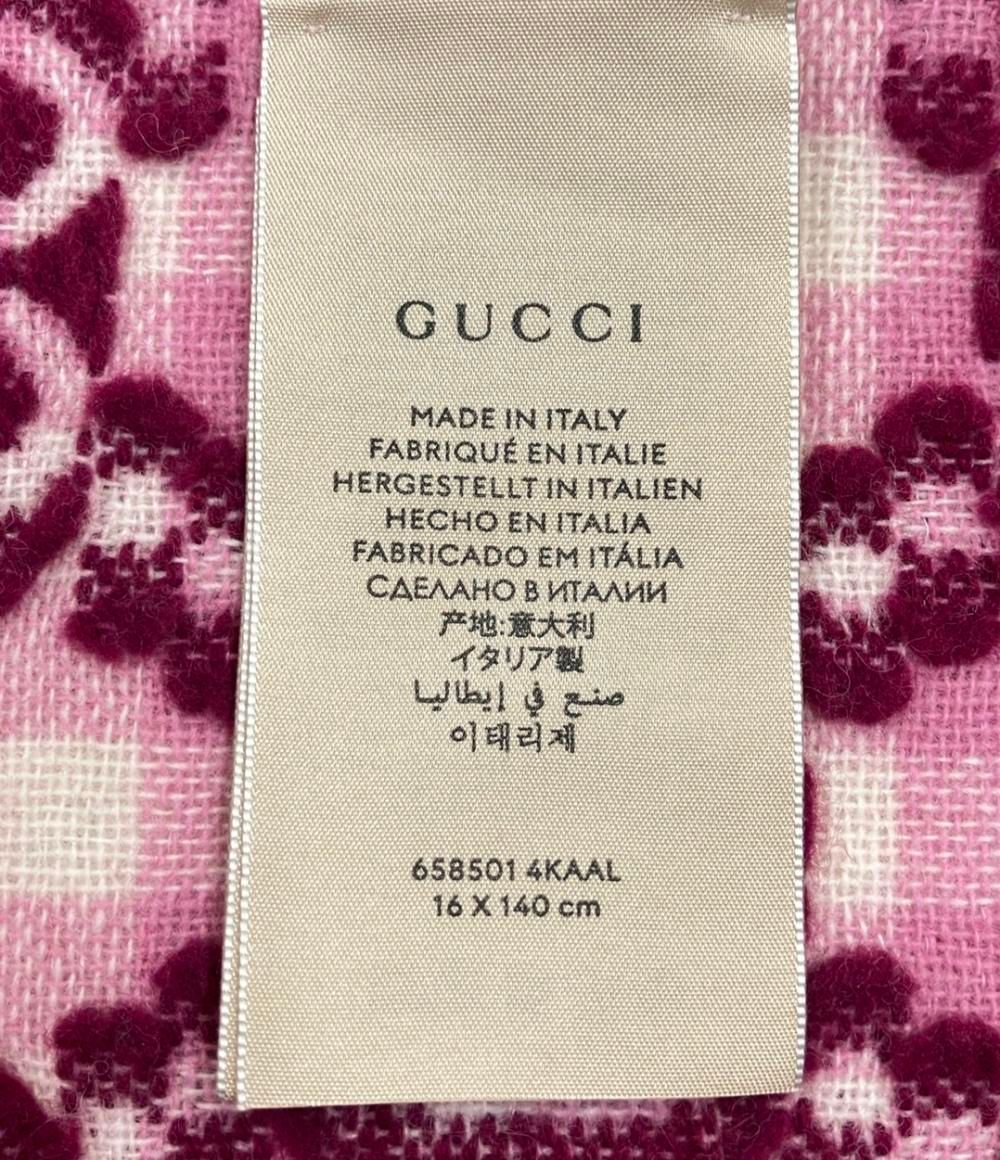 GUCCI
MADE IN ITALY
FABRIQUÉ EN ITALIE
HERGESTELLT IN ITALIEN
HECHO EN ITALIA
FABRICADO EM ITÁLIA
СДЕЛАНО В ИТАЛИИ
产地:意大利
イタリア製
صنع في إيطاليا
이태리제
658501 4KAAL
16 X 140 cm